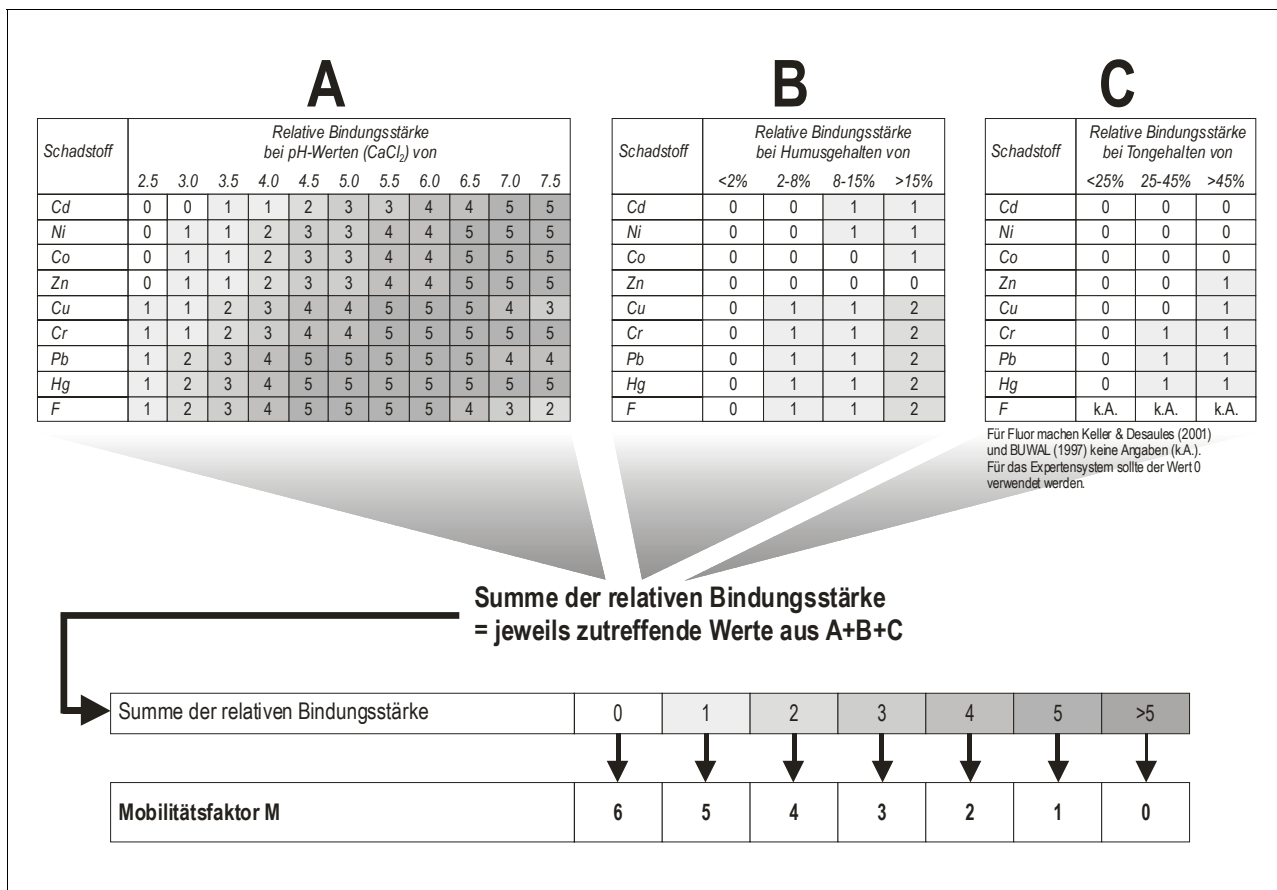 A
Schadstoff
Relative Bindungsstärke
bei pH-Werten (CaCl₂) von
2.5 3.0 3.5 4.0 4.5 5.0 5.5 6.0 6.5 7.0 7.5
Cd 0 0 1 1 2 3 3 4 4 5 5
Ni 0 1 1 2 3 3 4 4 5 5 5
Co 0 1 1 2 3 3 4 4 5 5 5
Zn 0 1 1 2 3 3 4 4 5 5 5
Cu 1 1 2 3 4 4 5 5 5 4 3
Cr 1 1 2 3 4 4 5 5 5 5 5
Pb 1 2 3 4 5 5 5 5 5 4 4
Hg 1 2 3 4 5 5 5 5 5 5 5
F 1 2 3 4 5 5 5 5 4 3 2
B
Schadstoff
Relative Bindungsstärke
bei Humusgehalten von
<2% 2-8% 8-15% >15%
Cd 0 0 1 1
Ni 0 0 1 1
Co 0 0 0 1
Zn 0 0 0 0
Cu 0 1 1 2
Cr 0 1 1 2
Pb 0 1 1 2
Hg 0 1 1 2
F 0 1 1 2
C
Schadstoff
Relative Bindungsstärke
bei Tongehalten von
<25% 25-45% >45%
Cd 0 0 0
Ni 0 0 0
Co 0 0 0
Zn 0 0 1
Cu 0 0 1
Cr 0 1 1
Pb 0 1 1
Hg 0 1 1
F k.A. k.A. k.A.
Für Fluor machen Keller & Desaules (2001)
und BUWAL (1997) keine Angaben (k.A.).
Für das Expertensystem sollte der Wert 0
verwendet werden.
Summe der relativen Bindungsstärke
= jeweils zutreffende Werte aus A+B+C
Summe der relativen Bindungsstärke 0 1 2 3 4 5 >5
Mobilitätsfaktor M 6 5 4 3 2 1 0